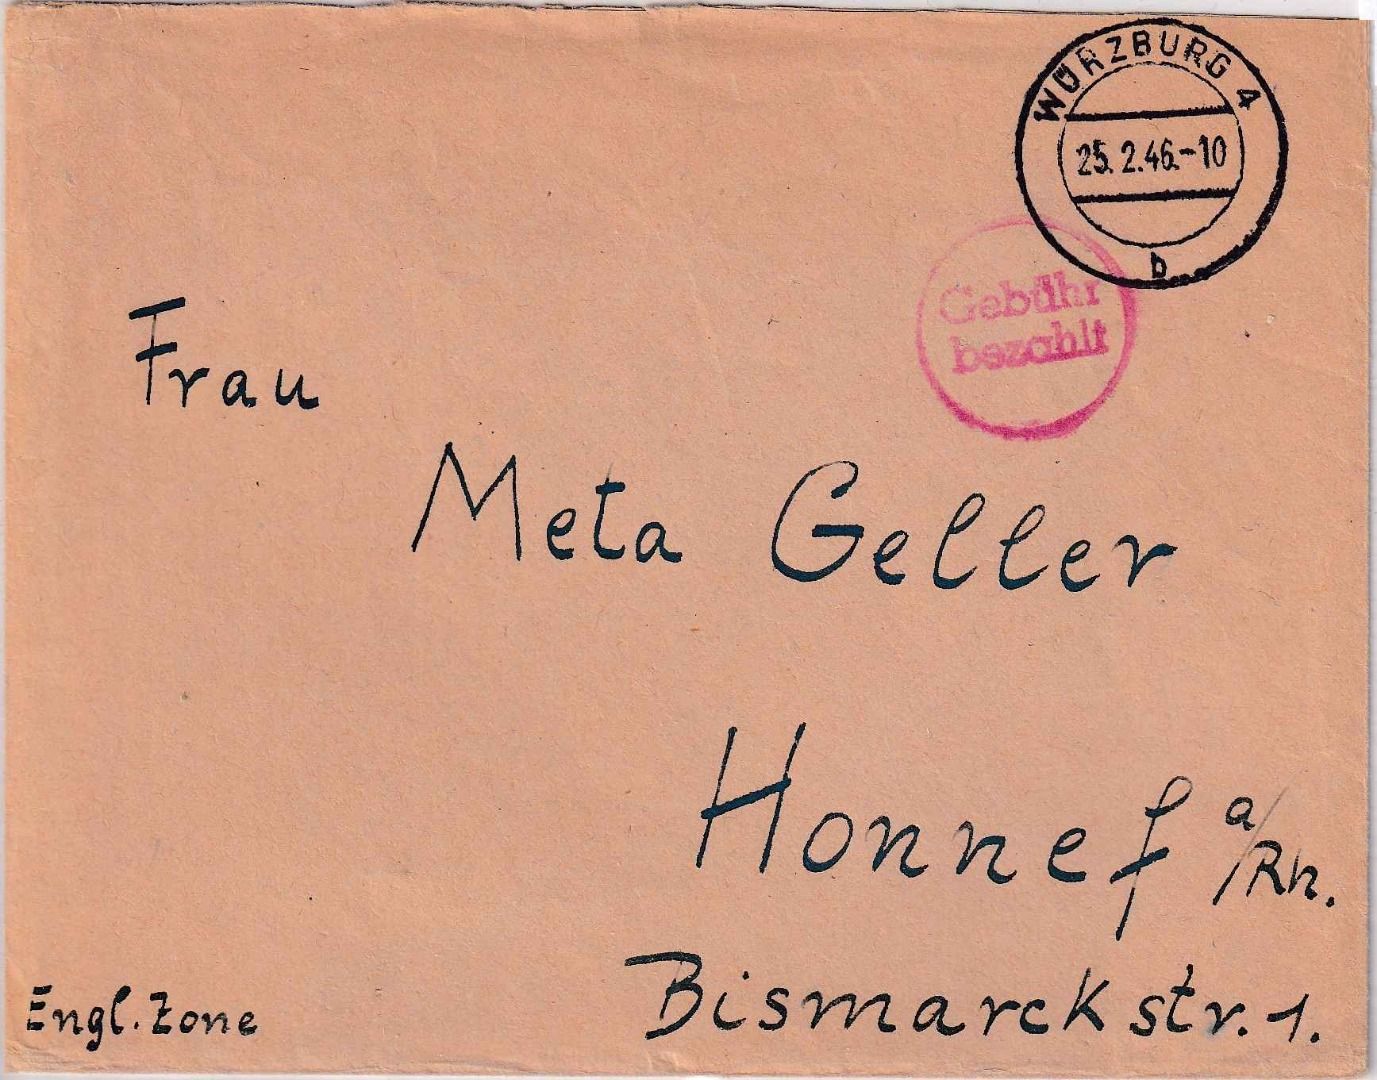 WÜRZBURG 4
25.2.46.-10
b
Gebühr
bezahlt
Frau
Meta Geller
Honnef a/Rh.
Bismarckstr. 1.
Engl. Zone